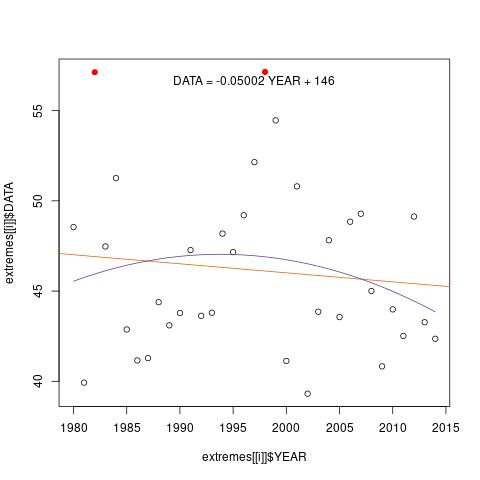 DATA = -0.05002 YEAR + 146
extremes[[i]]$DATA
55
50
45
40
1980 1985 1990 1995 2000 2005 2010 2015
extremes[[i]]$YEAR